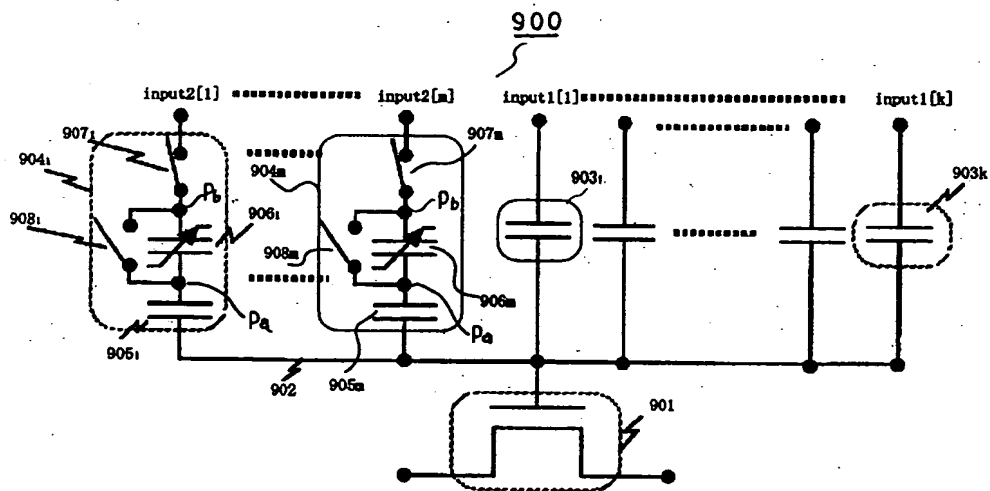 900
input2[1] input2[m] input1[1] input1[k]
907₁ 907m
904₁ 904m 903₁ 903k
Pb Pb
908₁ 906₁ 908m 906m
Pa Pa
905₁ 902 905m 901